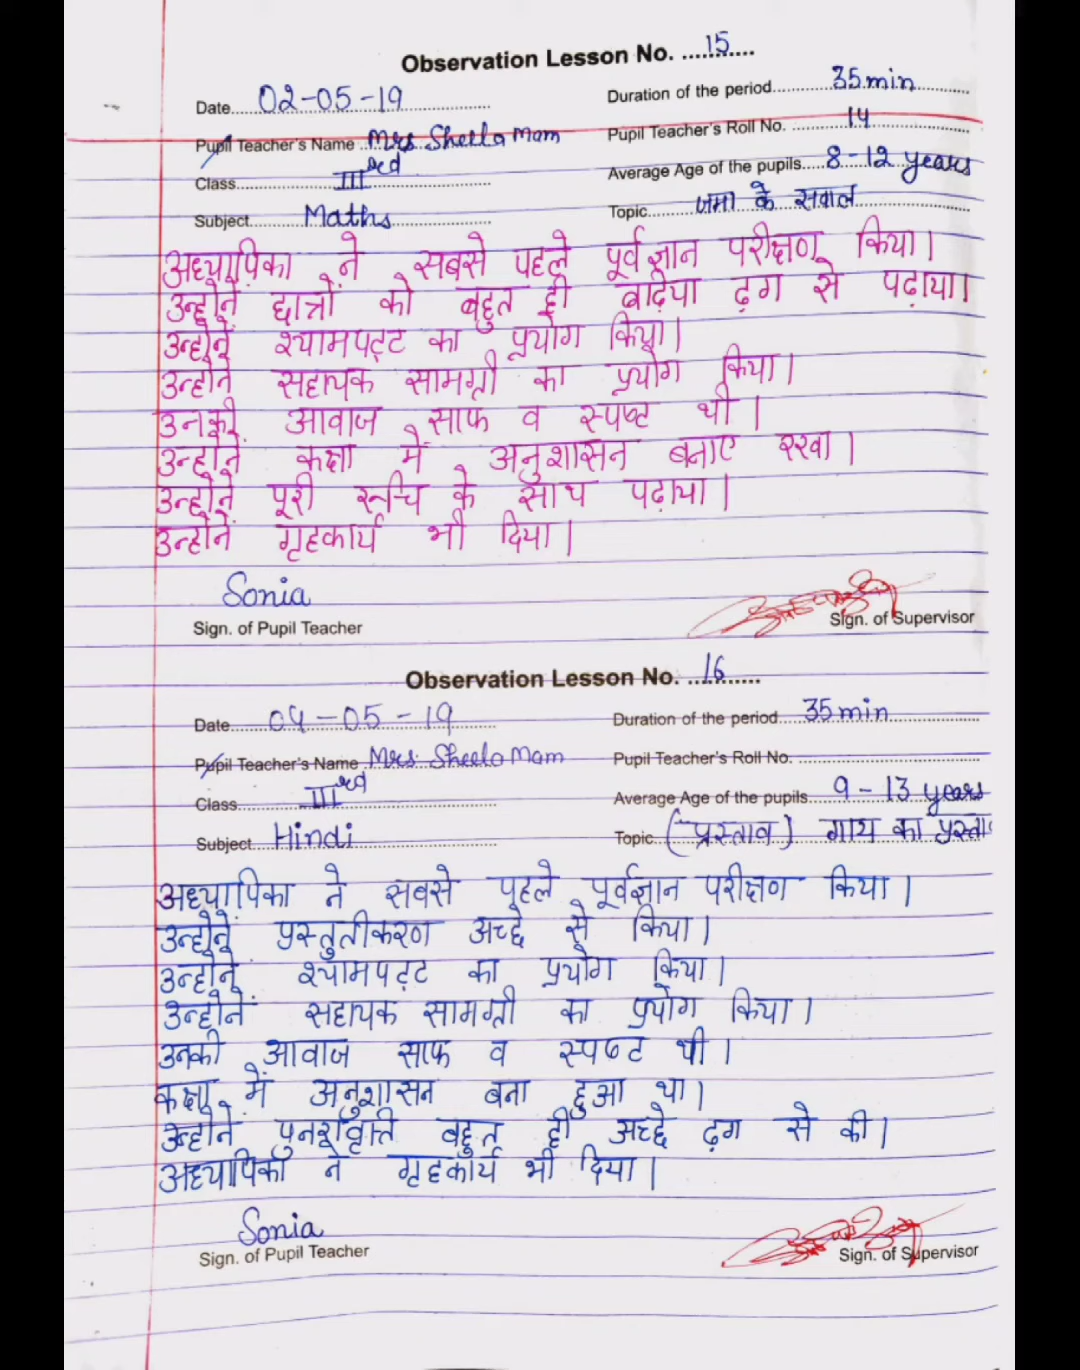 Observation Lesson No. 15
Date 02-05-19 Duration of the period 35 min
Pupil Teacher's Name Mrs. Sheela Mam Pupil Teacher's Roll No. 14
Class IIIrd Average Age of the pupils 8-12 years
Subject Maths Topic जमा के सवाल
अध्यापिका ने सबसे पहले पूर्वज्ञान परीक्षण किया।
उन्होनें छात्रों को बहुत ही बढ़िया ढ़ग से पढ़ाया।
उन्होनें श्यामपट्ट का प्रयोग किया।
उन्होनें सहायक सामग्री का प्रयोग किया।
उनकी आवाज साफ व स्पष्ट थी।
उन्होनें कक्षा में अनुशासन बनाए रखा।
उन्होनें पूरी रूचि के साथ पढ़ाया।
उन्होनें गृहकार्य भी दिया।
Sonia
Sign. of Pupil Teacher Sign. of Supervisor
Observation Lesson No. 16
Date 04-05-19 Duration of the period 35 min
Pupil Teacher's Name Mrs. Sheela Mam Pupil Teacher's Roll No.
Class IIIrd Average Age of the pupils 9-13 years
Subject Hindi Topic (प्रस्ताव) गाय का प्रस्ता
अध्यापिका ने सबसे पहले पूर्वज्ञान परीक्षण किया।
उन्होनें प्रस्तुतीकरण अच्छे से किया।
उन्होनें श्यामपट्ट का प्रयोग किया।
उन्होनें सहायक सामग्री का प्रयोग किया।
उनकी आवाज साफ व स्पष्ट थी।
कक्षा में अनुशासन बना हुआ था।
उन्होनें बहुत ही अच्छे ढ़ग से की।
अध्यापिका ने गृहकार्य भी दिया।
Sonia
Sign. of Pupil Teacher Sign. of Supervisor